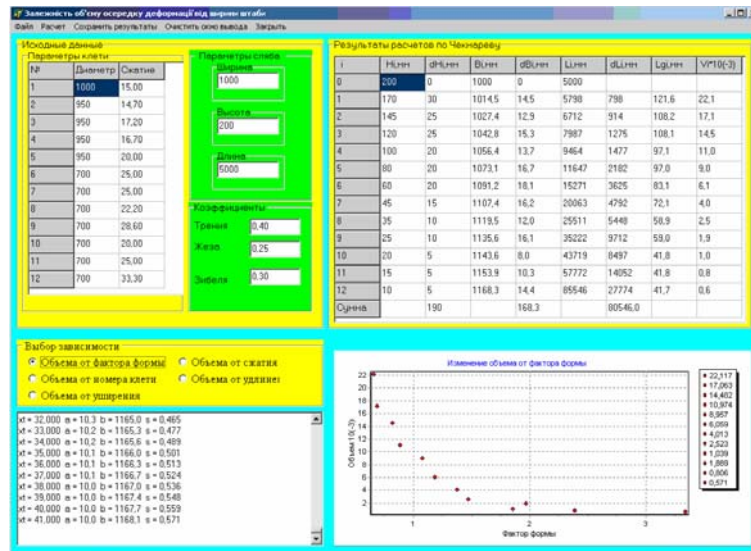 Залежність об'єму осередку деформації від ширини штаби
Файл Расчет Сохранить результаты Очистить окно вывода Закрыть
Исходные данные
Параметры клети
№ Диаметр Сжатие
1 1000 15,00
2 950 14,70
3 950 17,20
4 950 16,70
5 950 20,00
6 700 25,00
7 700 25,00
8 700 22,20
9 700 28,60
10 700 20,00
11 700 25,00
12 700 33,30
Параметры сляба
Ширина
1000
Высота
200
Длина
5000
Коэффициенты
Трения 0,40
Жеза 0,25
Зибеля 0,30
Результаты расчетов по Чекмареву
i Hi,мм dHi,мм Bi,мм dBi,мм Li,мм dLi,мм Lgi,мм Vi*10(-3)
0 200 0 1000 0 5000
1 170 30 1014,5 14,5 5798 798 121,6 22,1
2 145 25 1027,4 12,9 6712 914 108,2 17,1
3 120 25 1042,8 15,3 7987 1275 108,1 14,5
4 100 20 1056,4 13,7 9464 1477 97,1 11,0
5 80 20 1073,1 16,7 11647 2182 97,0 9,0
6 60 20 1091,2 18,1 15271 3625 83,1 6,1
7 45 15 1107,4 16,2 20063 4792 72,1 4,0
8 35 10 1119,5 12,0 25511 5448 58,9 2,5
9 25 10 1135,6 16,1 35222 9712 59,0 1,9
10 20 5 1143,6 8,0 43719 8497 41,8 1,0
11 15 5 1153,9 10,3 57772 14052 41,8 0,8
12 10 5 1168,3 14,4 85546 27774 41,7 0,6
Сумма 190 168,3 80546,0
Выбор зависимости
Объема от фактора формы Объема от сжатия
Объема от номера клети Объема от удлинен
Объема от уширения
xt = 32,000 a = 10,3 b = 1165,0 s = 0,465
xt = 33,000 a = 10,2 b = 1165,3 s = 0,477
xt = 34,000 a = 10,2 b = 1165,6 s = 0,489
xt = 35,000 a = 10,1 b = 1166,0 s = 0,501
xt = 36,000 a = 10,1 b = 1166,3 s = 0,513
xt = 37,000 a = 10,1 b = 1166,7 s = 0,524
xt = 38,000 a = 10,0 b = 1167,0 s = 0,536
xt = 39,000 a = 10,0 b = 1167,4 s = 0,548
xt = 40,000 a = 10,0 b = 1167,7 s = 0,559
xt = 41,000 a = 10,0 b = 1168,1 s = 0,571
Изменение объема от фактора формы
Объем*10(-3)
22
20
18
16
14
12
10
8
6
4
2
1 2 3
Фактор формы
22,117
17,063
14,482
10,974
8,957
6,059
4,013
2,523
1,039
1,889
0,806
0,571